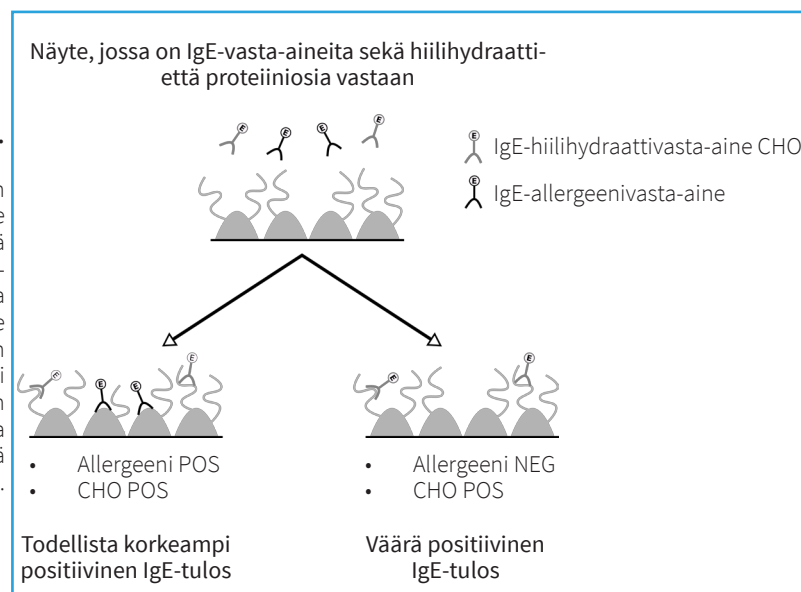 Näyte, jossa on IgE-vasta-aineita sekä hiilihydraatti-
että proteiiniosia vastaan
E E E E
E IgE-hiilihydraattivasta-aine CHO
E IgE-allergeenivasta-aine
E E E E
E E
• Allergeeni POS
• CHO POS
Todellista korkeampi
positiivinen IgE-tulos
• Allergeeni NEG
• CHO POS
Väärä positiivinen
IgE-tulos